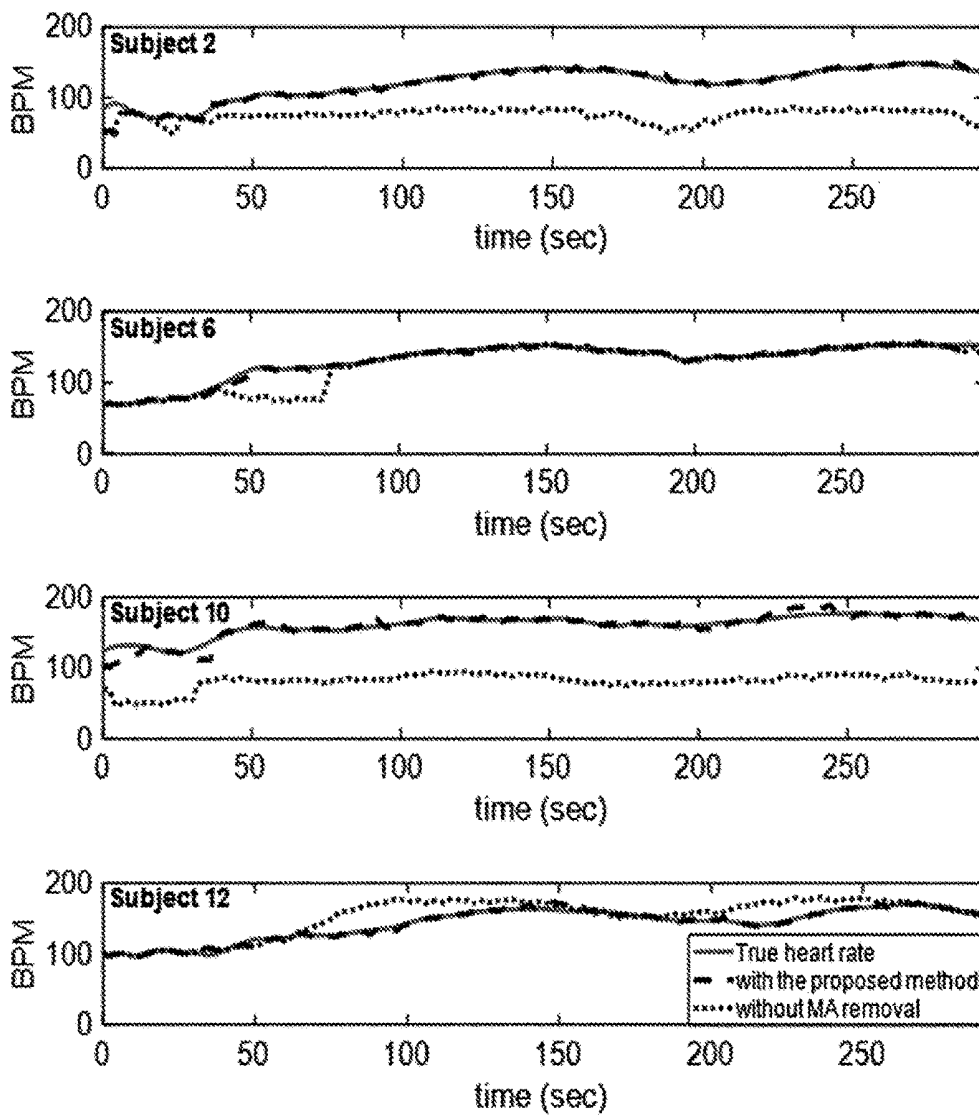 200
Subject 2
100
BPM
0
0 50 100 150 200 250
time (sec)
200
Subject 6
100
BPM
0
0 50 100 150 200 250
time (sec)
200
Subject 10
100
BPM
0
0 50 100 150 200 250
time (sec)
200
Subject 12
100
BPM
0
True heart rate
with the proposed method
without MA removal
0 50 100 150 200 250
time (sec)